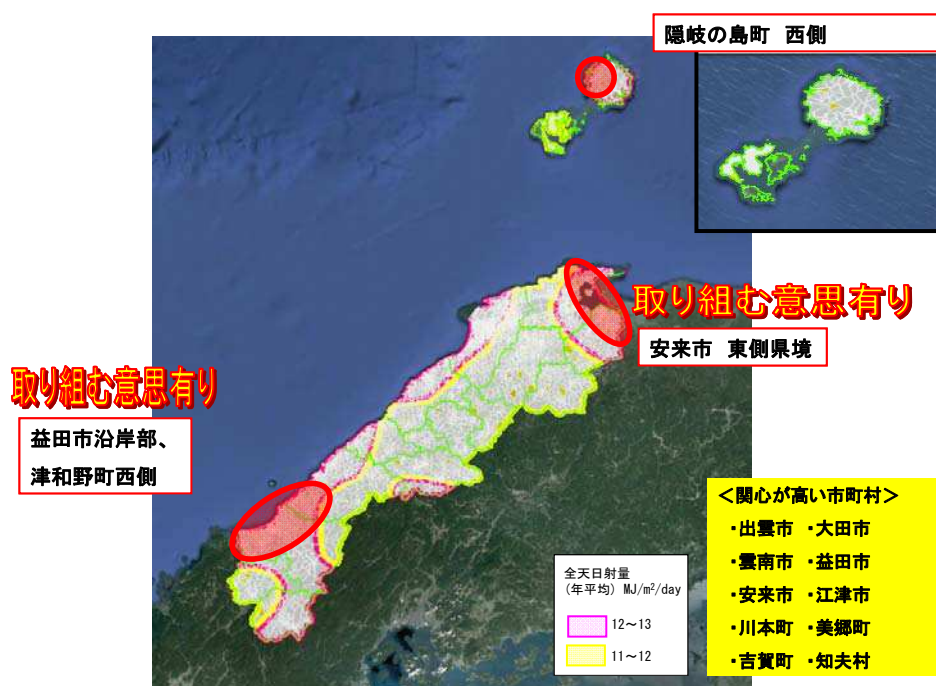 隠岐の島町 西側
取り組む意思有り
安来市 東側県境
取り組む意思有り
益田市沿岸部、
津和野町西側
＜関心が高い市町村＞
・出雲市 ・大田市
・雲南市 ・益田市
・安来市 ・江津市
・川本町 ・美郷町
・吉賀町 ・知夫村
全天日射量
(年平均) MJ/m²/day
12～13
11～12